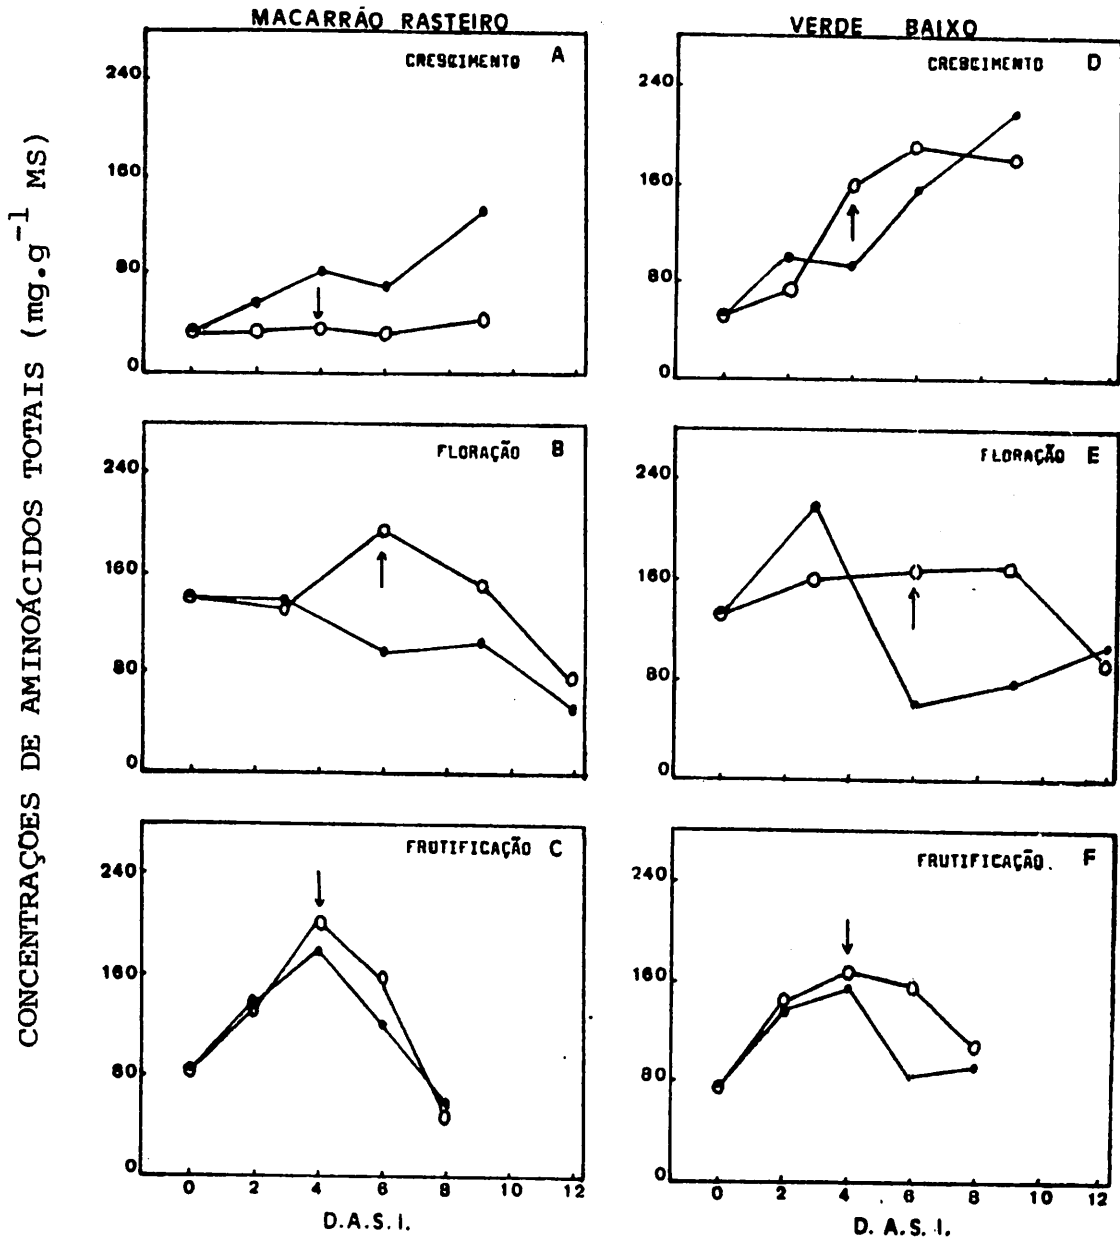 MACARRÃO RASTEIRO
VERDE BAIXO
CONCENTRAÇÕES DE AMINOÁCIDOS TOTAIS (mg.g⁻¹ MS)
CRESCIMENTO A
240
160
80
0
CRESCIMENTO D
240
160
80
0
FLORAÇÃO B
240
160
80
0
FLORAÇÃO E
240
160
80
0
FRUTIFICAÇÃO C
240
160
80
0
0 2 4 6 8 10 12
D.A.S.I.
FRUTIFICAÇÃO. F
240
160
80
0
0 2 4 6 8 10 12
D. A. S. I.